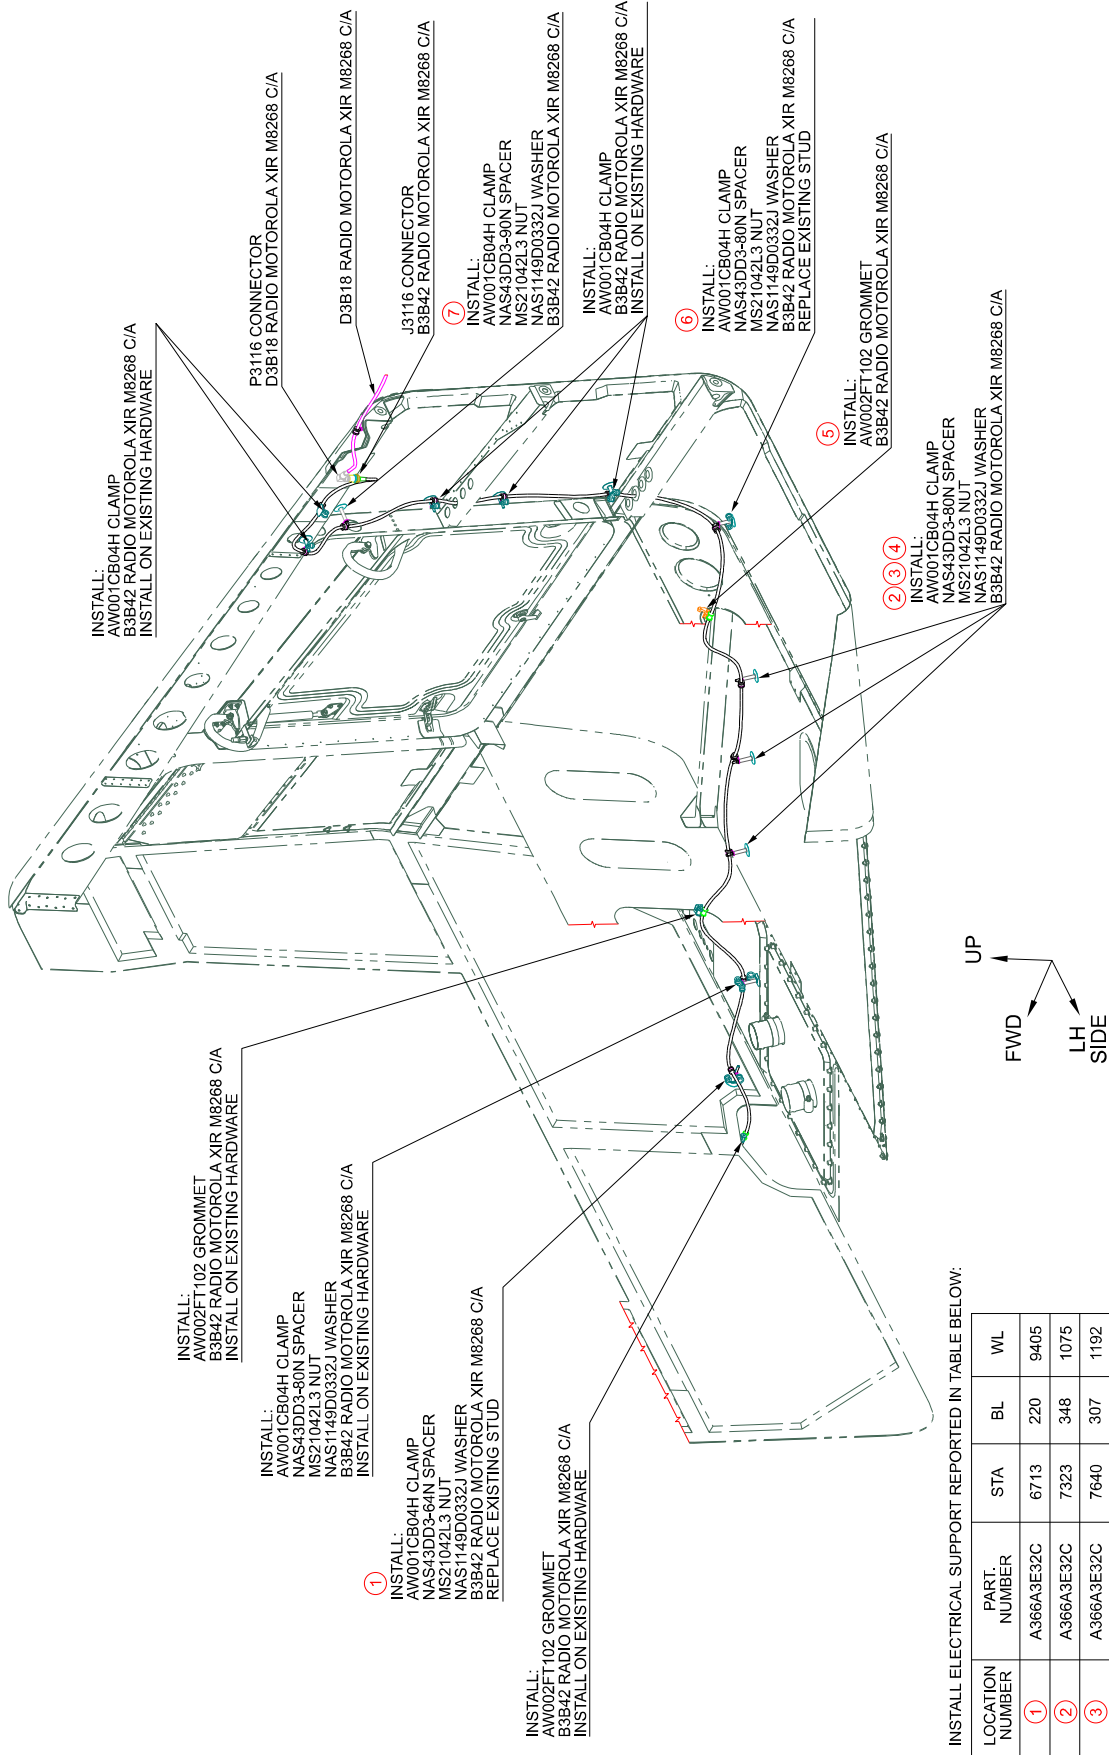 INSTALL:
AW001CB04H CLAMP
B3B42 RADIO MOTOROLA XIR M8268 C/A
INSTALL ON EXISTING HARDWARE
P3116 CONNECTOR
D3B18 RADIO MOTOROLA XIR M8268 C/A
D3B18 RADIO MOTOROLA XIR M8268 C/A
J3116 CONNECTOR
B3B42 RADIO MOTOROLA XIR M8268 C/A
7
INSTALL:
AW001CB04H CLAMP
NAS43DD3-90N SPACER
MS21042L3 NUT
NAS1149D0332J WASHER
B3B42 RADIO MOTOROLA XIR M8268 C/A
INSTALL:
AW001CB04H CLAMP
B3B42 RADIO MOTOROLA XIR M8268 C/A
INSTALL ON EXISTING HARDWARE
6
INSTALL:
AW001CB04H CLAMP
NAS43DD3-80N SPACER
MS21042L3 NUT
NAS1149D0332J WASHER
B3B42 RADIO MOTOROLA XIR M8268 C/A
REPLACE EXISTING STUD
5
INSTALL:
AW002FT102 GROMMET
B3B42 RADIO MOTOROLA XIR M8268 C/A
2 3 4
INSTALL:
AW001CB04H CLAMP
NAS43DD3-80N SPACER
MS21042L3 NUT
NAS1149D0332J WASHER
B3B42 RADIO MOTOROLA XIR M8268 C/A
INSTALL:
AW002FT102 GROMMET
B3B42 RADIO MOTOROLA XIR M8268 C/A
INSTALL ON EXISTING HARDWARE
INSTALL:
AW001CB04H CLAMP
NAS43DD3-80N SPACER
MS21042L3 NUT
NAS1149D0332J WASHER
B3B42 RADIO MOTOROLA XIR M8268 C/A
INSTALL ON EXISTING HARDWARE
1
INSTALL:
AW001CB04H CLAMP
NAS43DD3-64N SPACER
MS21042L3 NUT
NAS1149D0332J WASHER
B3B42 RADIO MOTOROLA XIR M8268 C/A
REPLACE EXISTING STUD
INSTALL:
AW002FT102 GROMMET
B3B42 RADIO MOTOROLA XIR M8268 C/A
INSTALL ON EXISTING HARDWARE
UP
FWD
LH
SIDE
INSTALL ELECTRICAL SUPPORT REPORTED IN TABLE BELOW:
LOCATION NUMBER PART. NUMBER STA BL WL
1 A366A3E32C 6713 220 9405
2 A366A3E32C 7323 348 1075
3 A366A3E32C 7640 307 1192